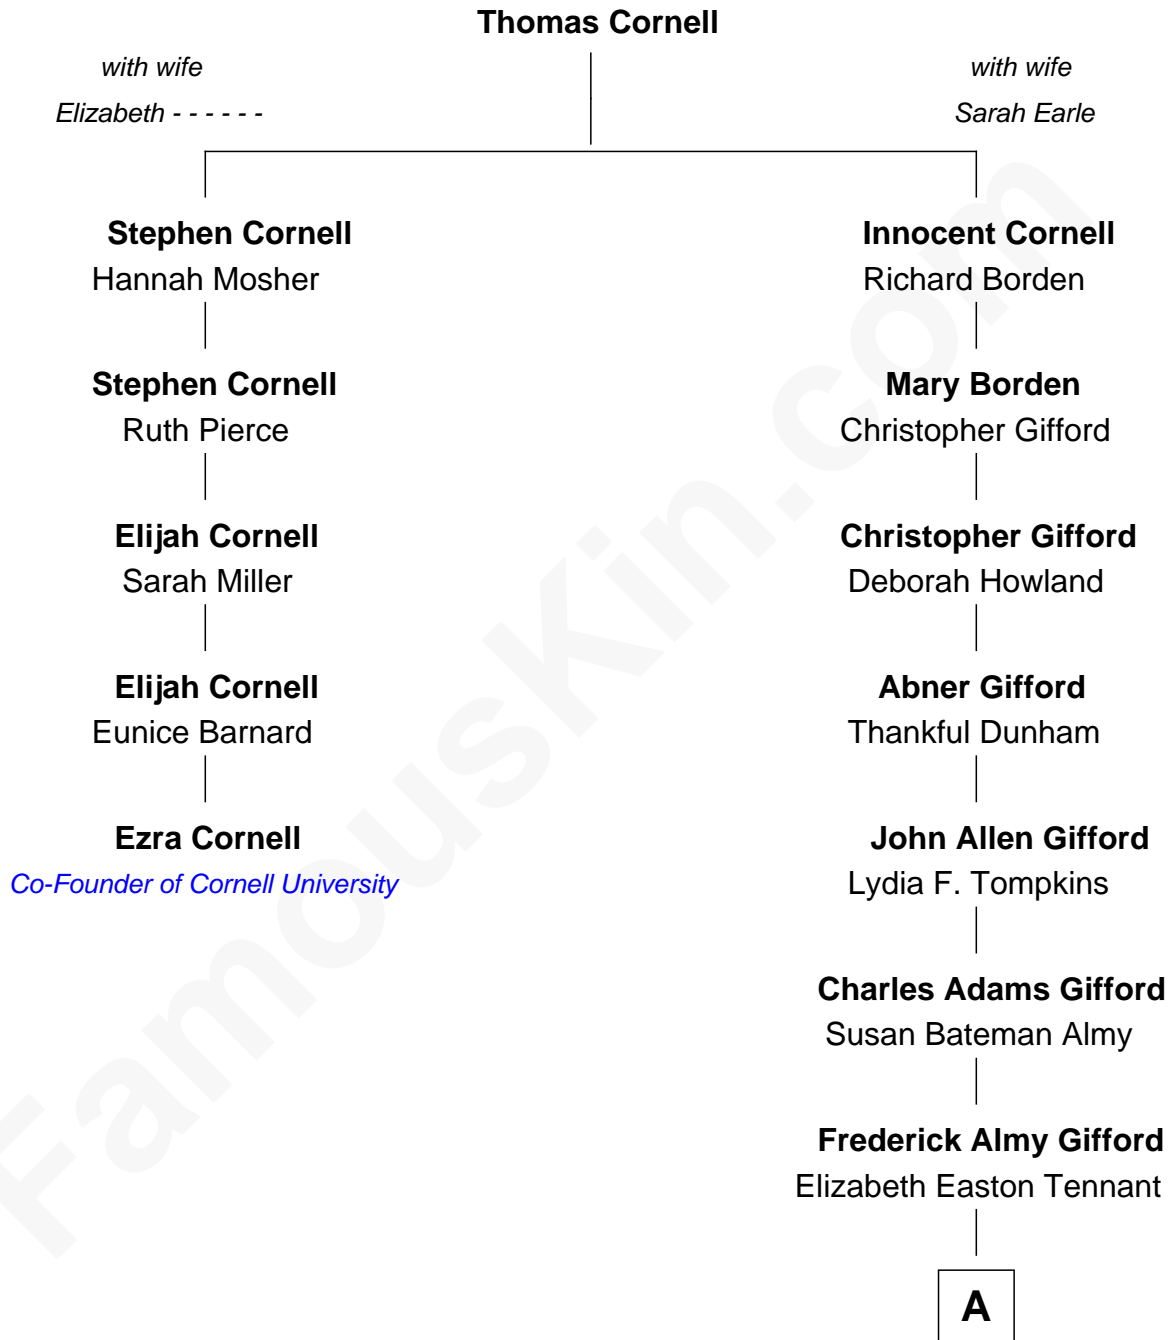 Thomas Cornell
with wife
Elizabeth - - - - - -
with wife
Sarah Earle
Stephen Cornell
Hannah Mosher
Stephen Cornell
Ruth Pierce
Elijah Cornell
Sarah Miller
Elijah Cornell
Eunice Barnard
Ezra Cornell
Co-Founder of Cornell University
Innocent Cornell
Richard Borden
Mary Borden
Christopher Gifford
Christopher Gifford
Deborah Howland
Abner Gifford
Thankful Dunham
John Allen Gifford
Lydia F. Tompkins
Charles Adams Gifford
Susan Bateman Almy
Frederick Almy Gifford
Elizabeth Easton Tennant
A
FamousKin.com